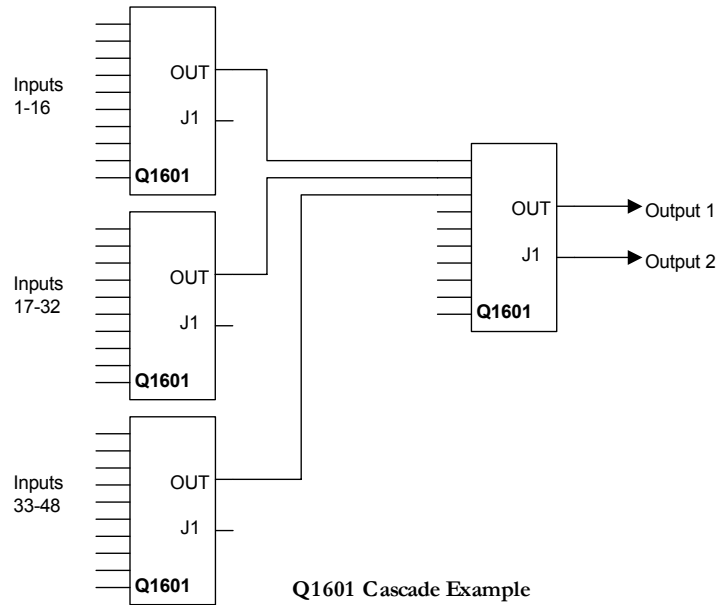 Inputs
1-16
OUT
J1
Q1601
Inputs
17-32
OUT
J1
Q1601
Inputs
33-48
OUT
J1
Q1601
OUT
J1
Q1601
Output 1
Output 2
Q1601 Cascade Example